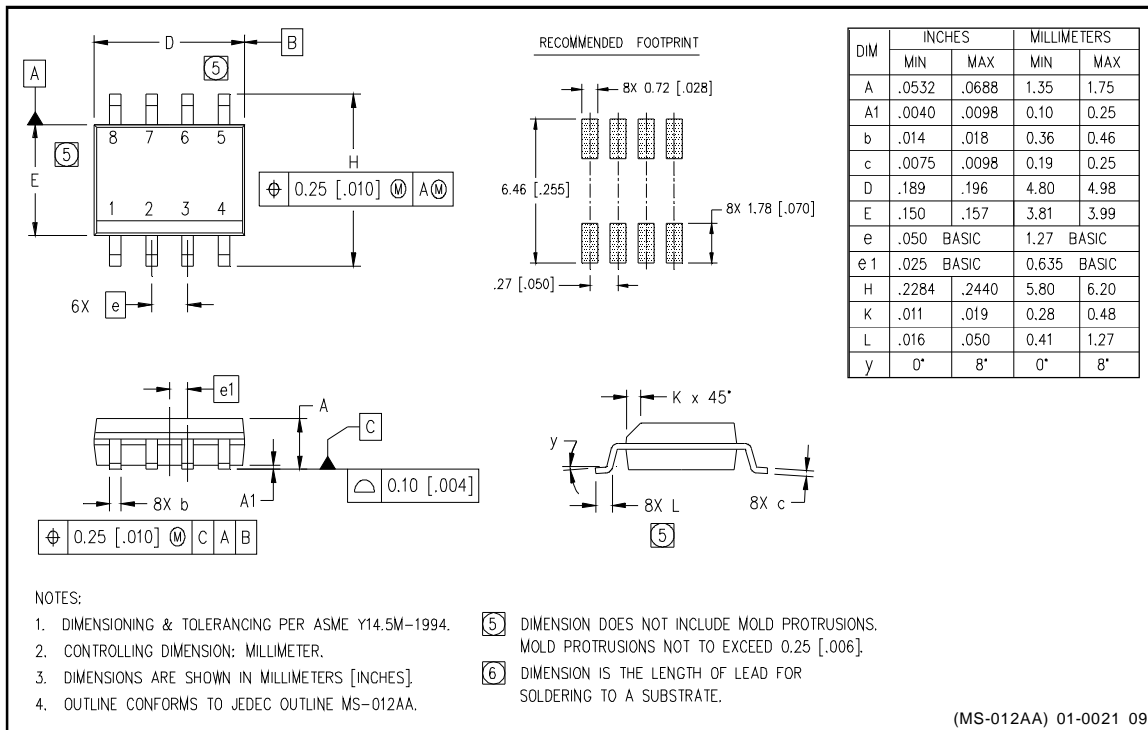 D
B
5
A
8 7 6 5
5
E
H
⌖ 0.25 [.010] Ⓜ AⓂ
1 2 3 4
6X e
RECOMMENDED FOOTPRINT
8X 0.72 [.028]
6.46 [.255]
8X 1.78 [.070]
.27 [.050]
DIM INCHES MILLIMETERS
MIN MAX MIN MAX
A .0532 .0688 1.35 1.75
A1 .0040 .0098 0.10 0.25
b .014 .018 0.36 0.46
c .0075 .0098 0.19 0.25
D .189 .196 4.80 4.98
E .150 .157 3.81 3.99
e .050 BASIC 1.27 BASIC
e1 .025 BASIC 0.635 BASIC
H .2284 .2440 5.80 6.20
K .011 .019 0.28 0.48
L .016 .050 0.41 1.27
y 0° 8° 0° 8°
e1
A
C
⌓ 0.10 [.004]
8X b
A1
⌖ 0.25 [.010] Ⓜ C A B
K x 45°
y
8X L
5
8X c
NOTES:
1. DIMENSIONING & TOLERANCING PER ASME Y14.5M-1994.
2. CONTROLLING DIMENSION: MILLIMETER.
3. DIMENSIONS ARE SHOWN IN MILLIMETERS [INCHES].
4. OUTLINE CONFORMS TO JEDEC OUTLINE MS-012AA.
5 DIMENSION DOES NOT INCLUDE MOLD PROTRUSIONS.
MOLD PROTRUSIONS NOT TO EXCEED 0.25 [.006].
6 DIMENSION IS THE LENGTH OF LEAD FOR
SOLDERING TO A SUBSTRATE.
(MS-012AA) 01-0021 09